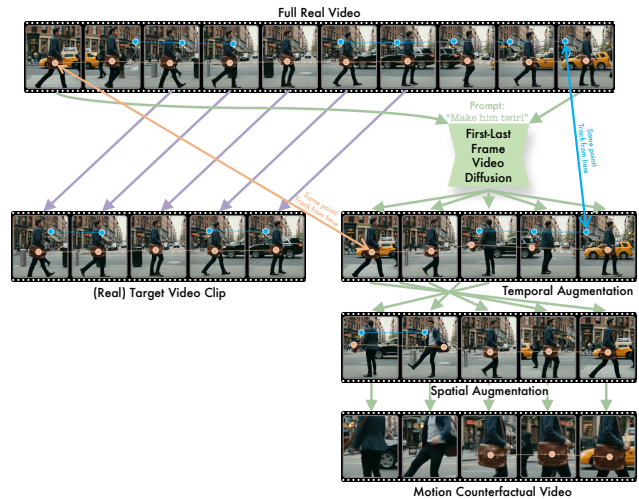 Full Real Video
Prompt:
"Make him twirl"
First-Last
Frame
Video
Diffusion
Same point!
Track from here
Same point!
Track from here
(Real) Target Video Clip
Temporal Augmentation
Spatial Augmentation
Motion Counterfactual Video